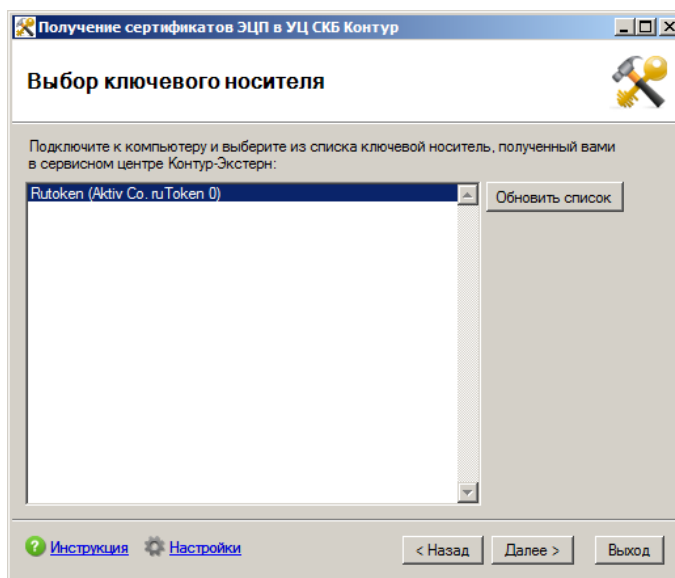 Получение сертификатов ЭЦП в УЦ СКБ Контур
Выбор ключевого носителя
Подключите к компьютеру и выберите из списка ключевой носитель, полученный вами
в сервисном центре Контур-Экстерн:
Rutoken (Aktiv Co. ruToken 0)
Обновить список
Инструкция
Настройки
< Назад
Далее >
Выход